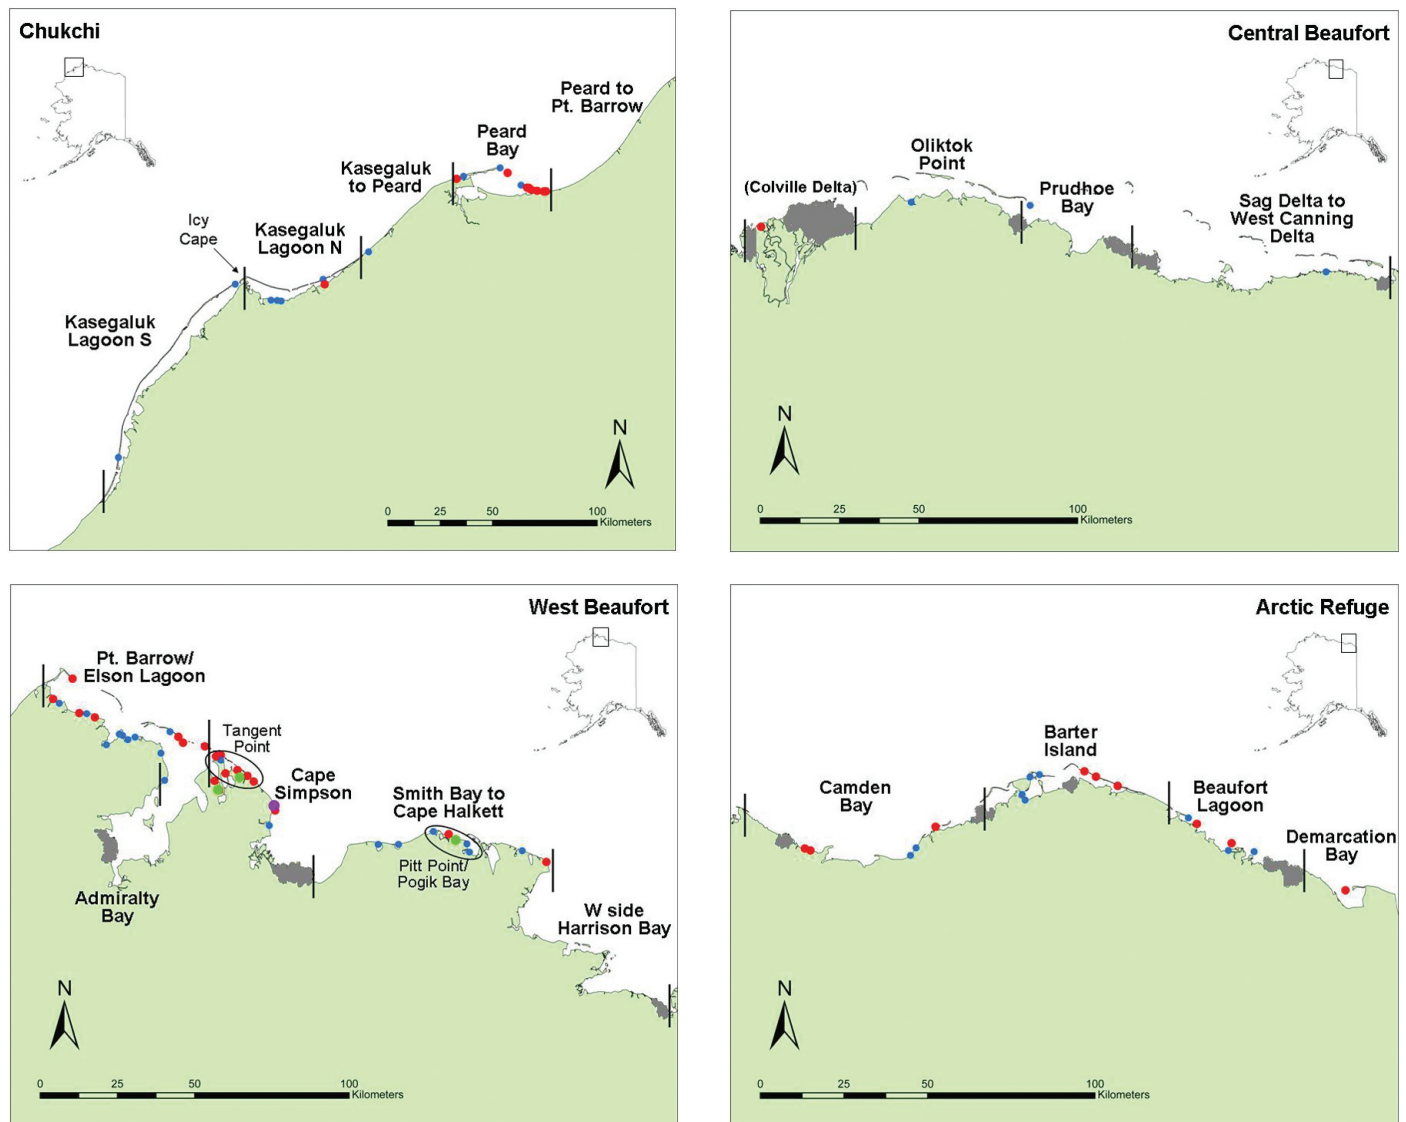 Chukchi
Peard to
Pt. Barrow
Peard
Bay
Kasegaluk
to Peard
Icy
Cape
Kasegaluk
Lagoon N
Kasegaluk
Lagoon S
N
0 25 50 100
Kilometers
Central Beaufort
Oliktok
Point
(Colville Delta)
Prudhoe
Bay
Sag Delta to
West Canning
Delta
N
0 25 50 100
Kilometers
West Beaufort
Pt. Barrow/
Elson Lagoon
Tangent
Point
Cape
Simpson
Smith Bay to
Cape Halkett
Pitt Point/
Pogik Bay
Admiralty
Bay
W side
Harrison Bay
N
0 25 50 100
Kilometers
Arctic Refuge
Barter
Island
Camden
Bay
Beaufort
Lagoon
Demarcation
Bay
N
0 25 50 100
Kilometers